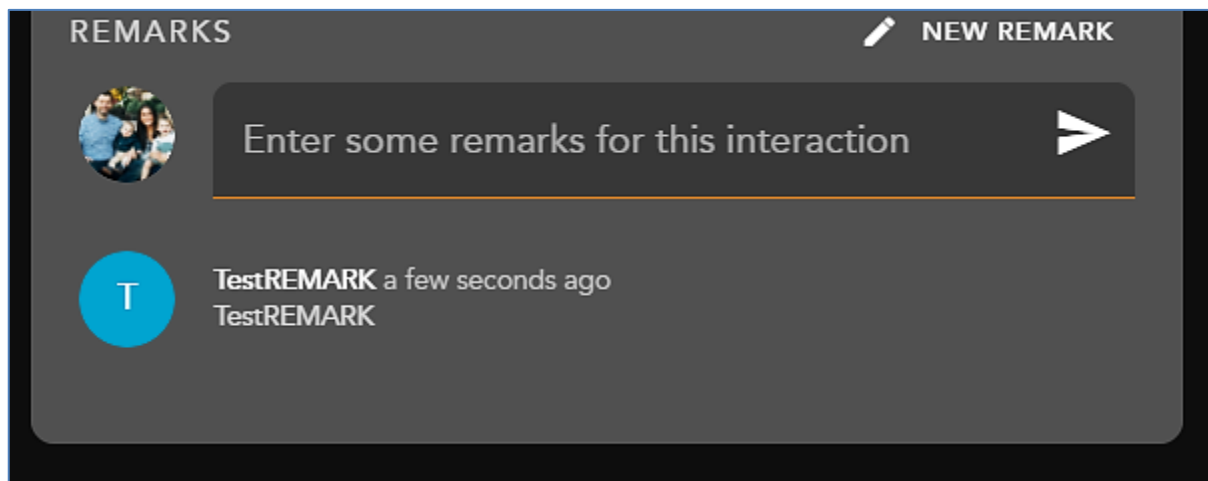 REMARKS
NEW REMARK
Enter some remarks for this interaction
T
TestREMARK a few seconds ago
TestREMARK